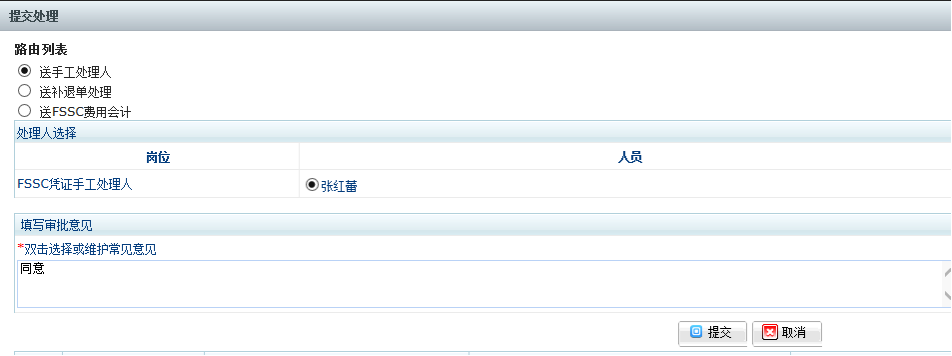 提交处理
路由列表
送手工处理人
送补退单处理
送FSSC费用会计
处理人选择
岗位 人员
FSSC凭证手工处理人 张红蕾
填写审批意见
*双击选择或维护常见意见
同意
提交 取消